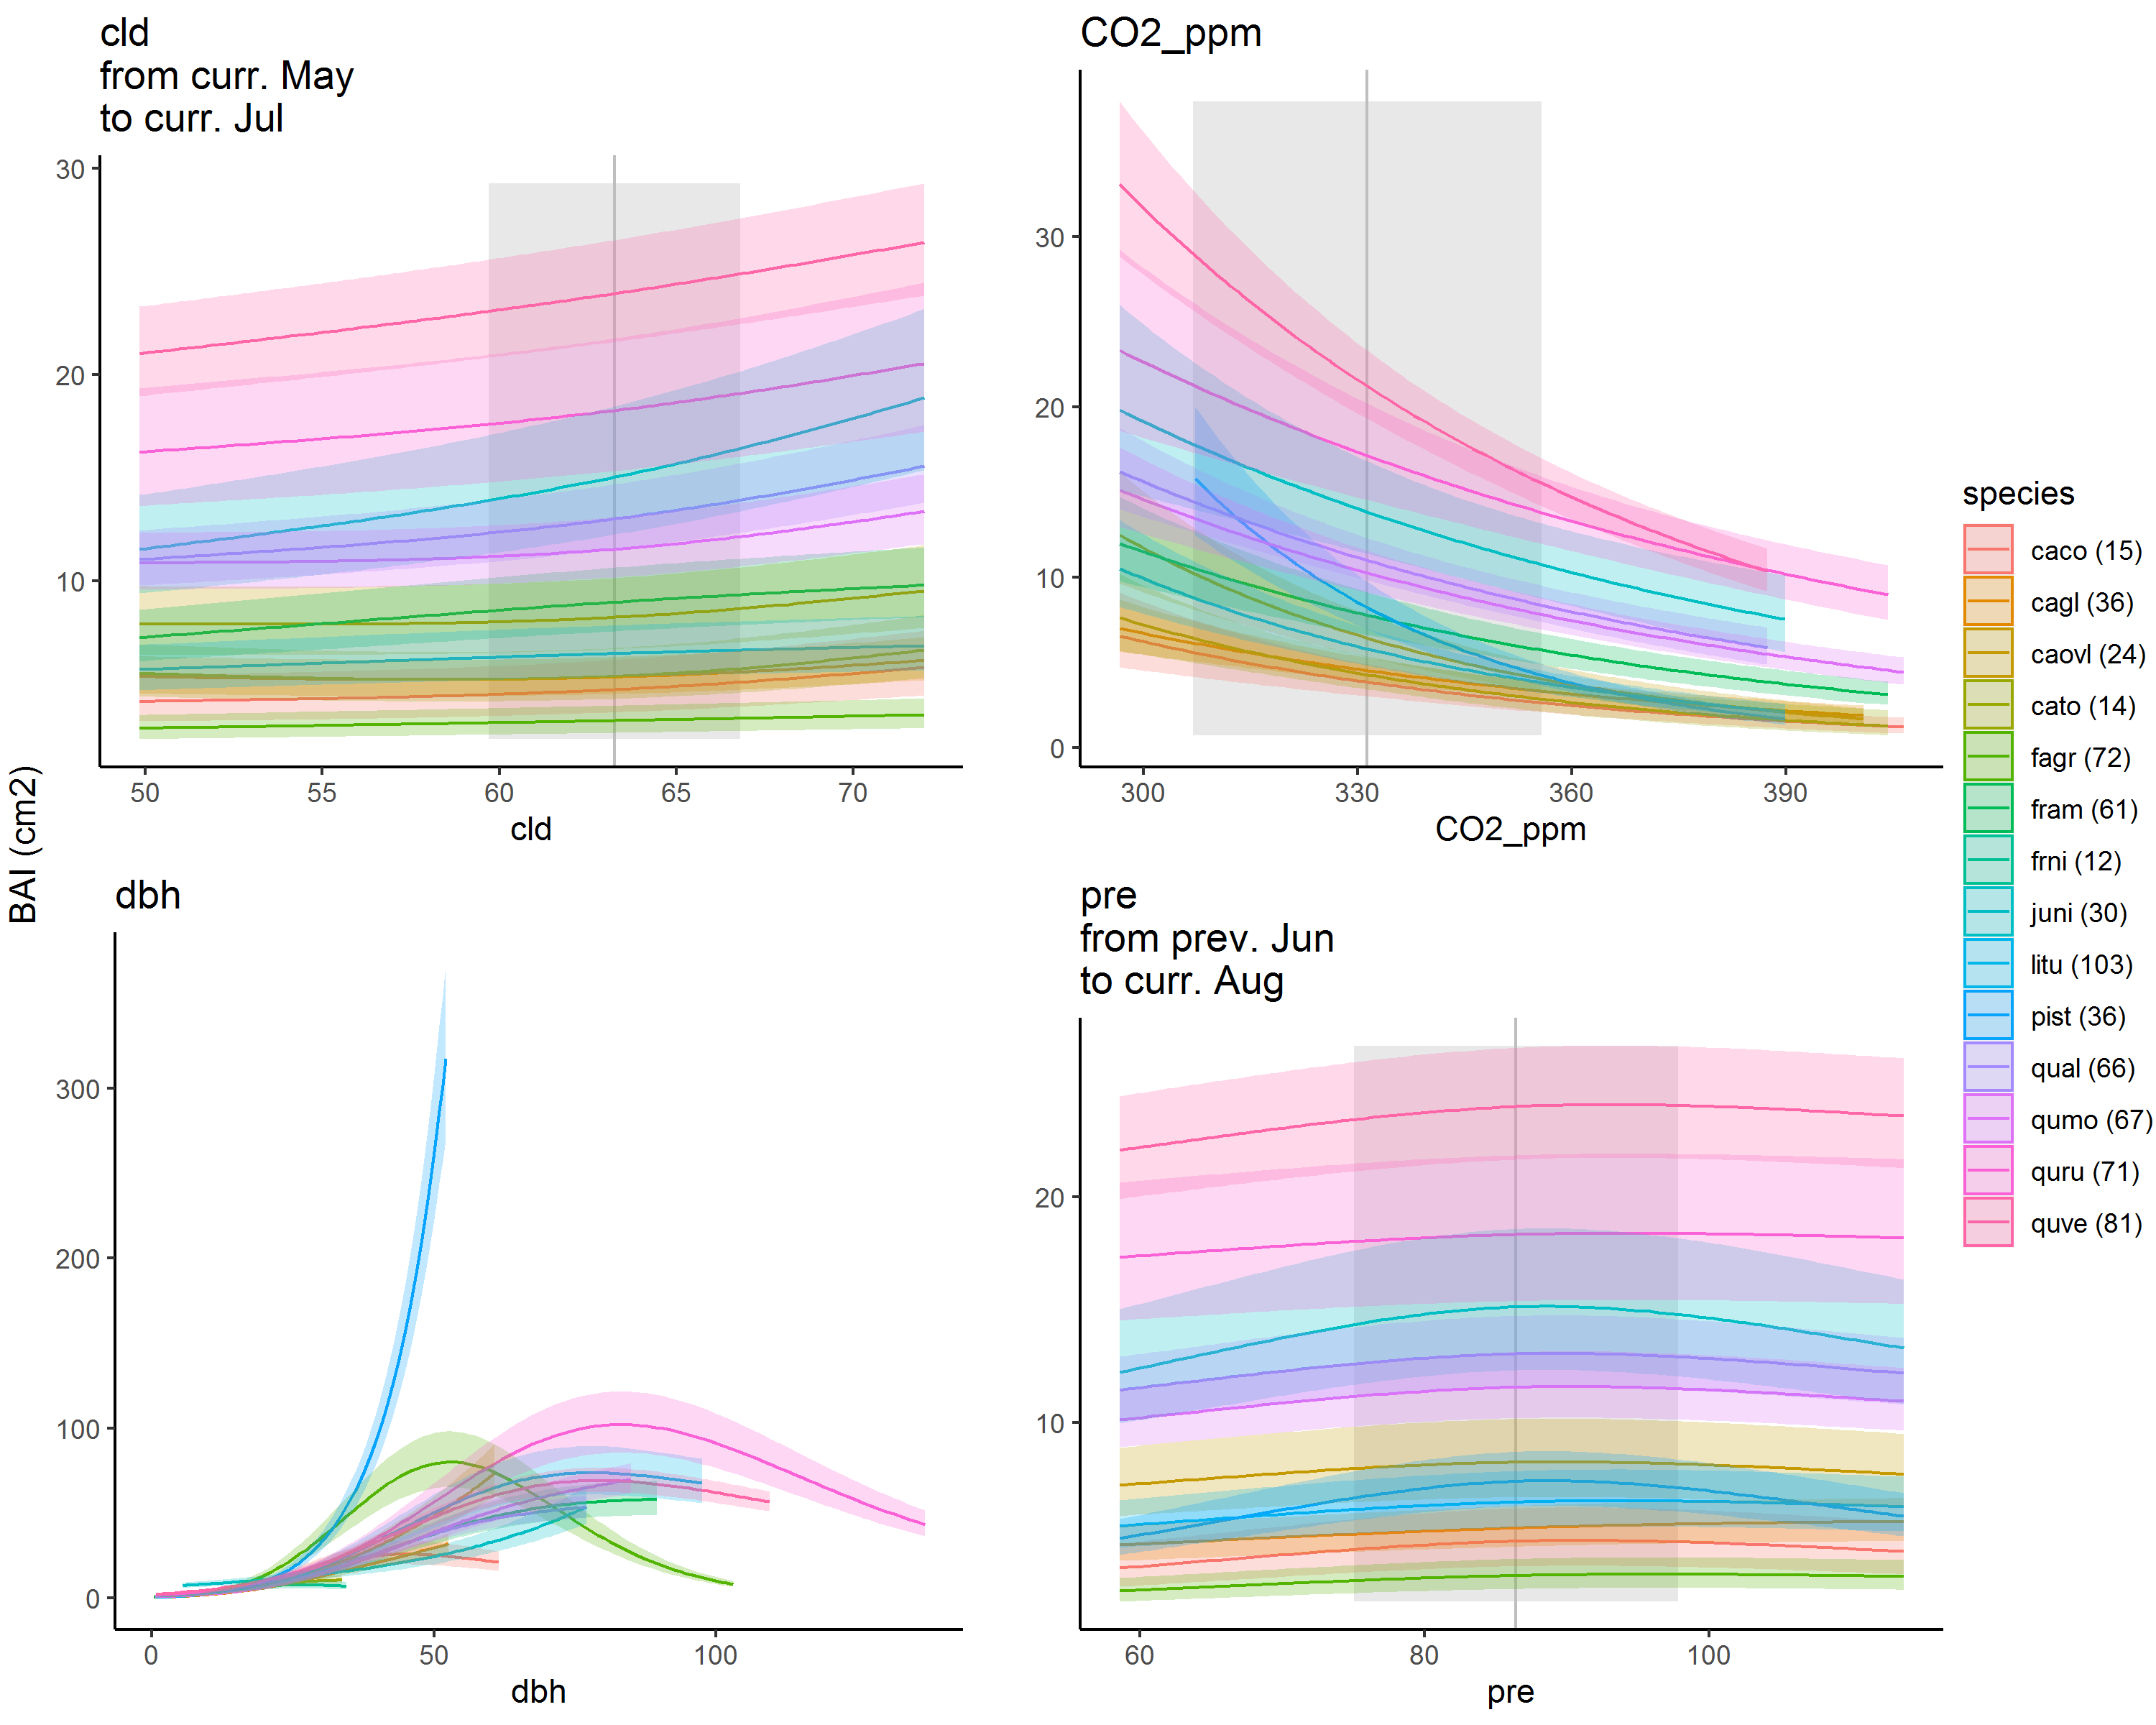 cld
from curr. May
to curr. Jul
30
20
10
50 55 60 65 70
cld
CO2_ppm
30
20
10
0
300 330 360 390
CO2_ppm
BAI (cm2)
dbh
300
200
100
0
0 50 100
dbh
pre
from prev. Jun
to curr. Aug
20
10
60 80 100
pre
species
caco (15)
cagl (36)
caovl (24)
cato (14)
fagr (72)
fram (61)
frni (12)
juni (30)
litu (103)
pist (36)
qual (66)
qumo (67)
quru (71)
quve (81)